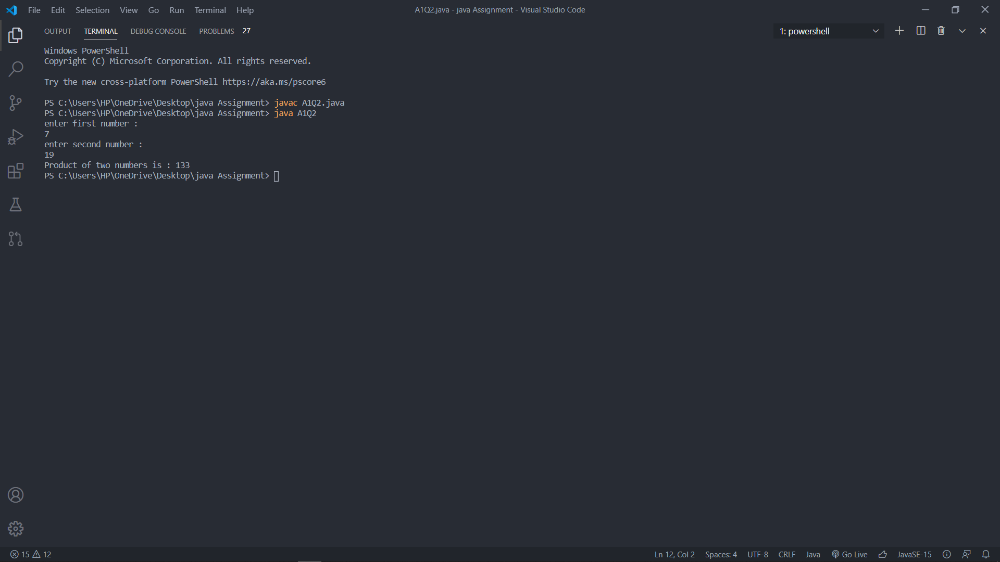 File Edit Selection View Go Run Terminal Help
A1Q2.java - java Assignment - Visual Studio Code
OUTPUT TERMINAL DEBUG CONSOLE PROBLEMS 27
1: powershell
Windows PowerShell
Copyright (C) Microsoft Corporation. All rights reserved.
Try the new cross-platform PowerShell https://aka.ms/pscore6
PS C:\Users\HP\OneDrive\Desktop\java Assignment> javac A1Q2.java
PS C:\Users\HP\OneDrive\Desktop\java Assignment> java A1Q2
enter first number :
7
enter second number :
19
Product of two numbers is : 133
PS C:\Users\HP\OneDrive\Desktop\java Assignment>
15 12
Ln 12, Col 2 Spaces: 4 UTF-8 CRLF Java Go Live JavaSE-15